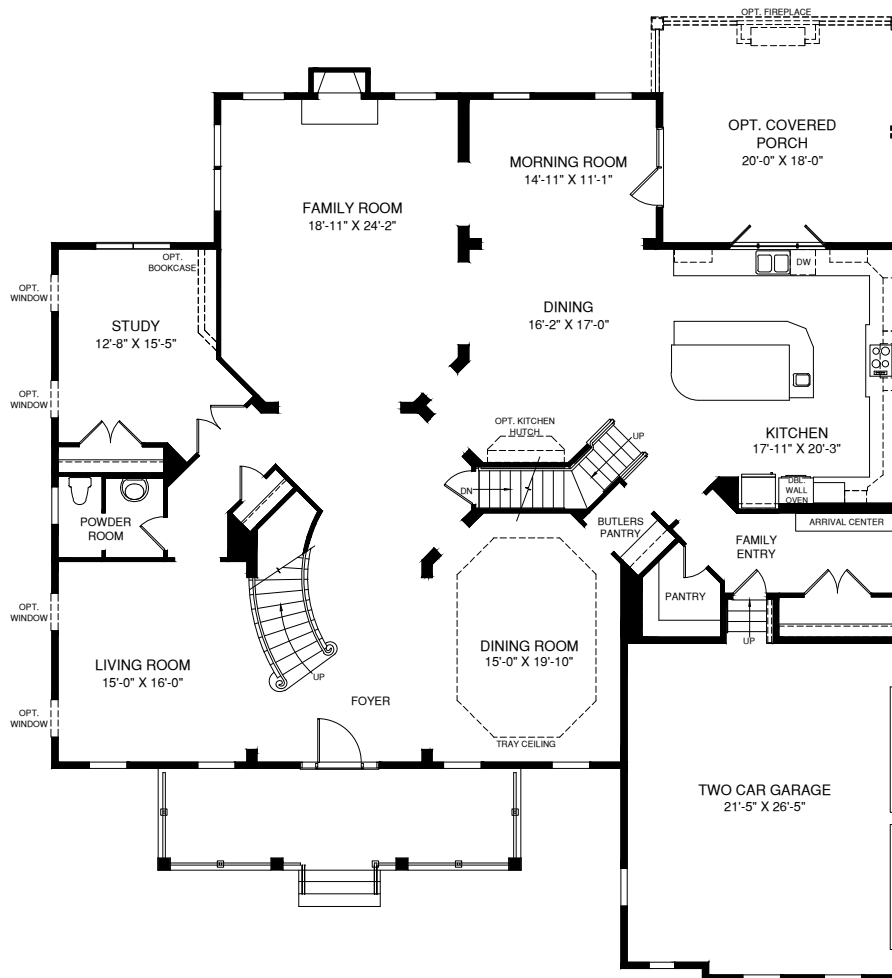 OPT. FIREPLACE
OPT. COVERED
PORCH
20'-0" X 18'-0"
MORNING ROOM
14'-11" X 11'-1"
FAMILY ROOM
18'-11" X 24'-2"
OPT.
BOOKCASE
DW
OPT.
WINDOW
STUDY
12'-8" X 15'-5"
DINING
16'-2" X 17'-0"
OPT.
WINDOW
OPT. KITCHEN
HUTCH
UP
KITCHEN
17'-11" X 20'-3"
DN
DBL.
WALL
OVEN
POWDER
ROOM
BUTLERS
PANTRY
ARRIVAL CENTER
FAMILY
ENTRY
PANTRY
OPT.
WINDOW
UP
DINING ROOM
15'-0" X 19'-10"
LIVING ROOM
15'-0" X 16'-0"
UP
FOYER
OPT.
WINDOW
TRAY CEILING
TWO CAR GARAGE
21'-5" X 26'-5"